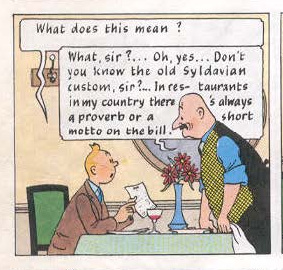 What does this mean ?
What, sir ?... Oh, yes... Don't
you know the old Syldavian
custom, sir ?... In res- taurants
in my country there is always
a proverb or a short
motto on the bill.